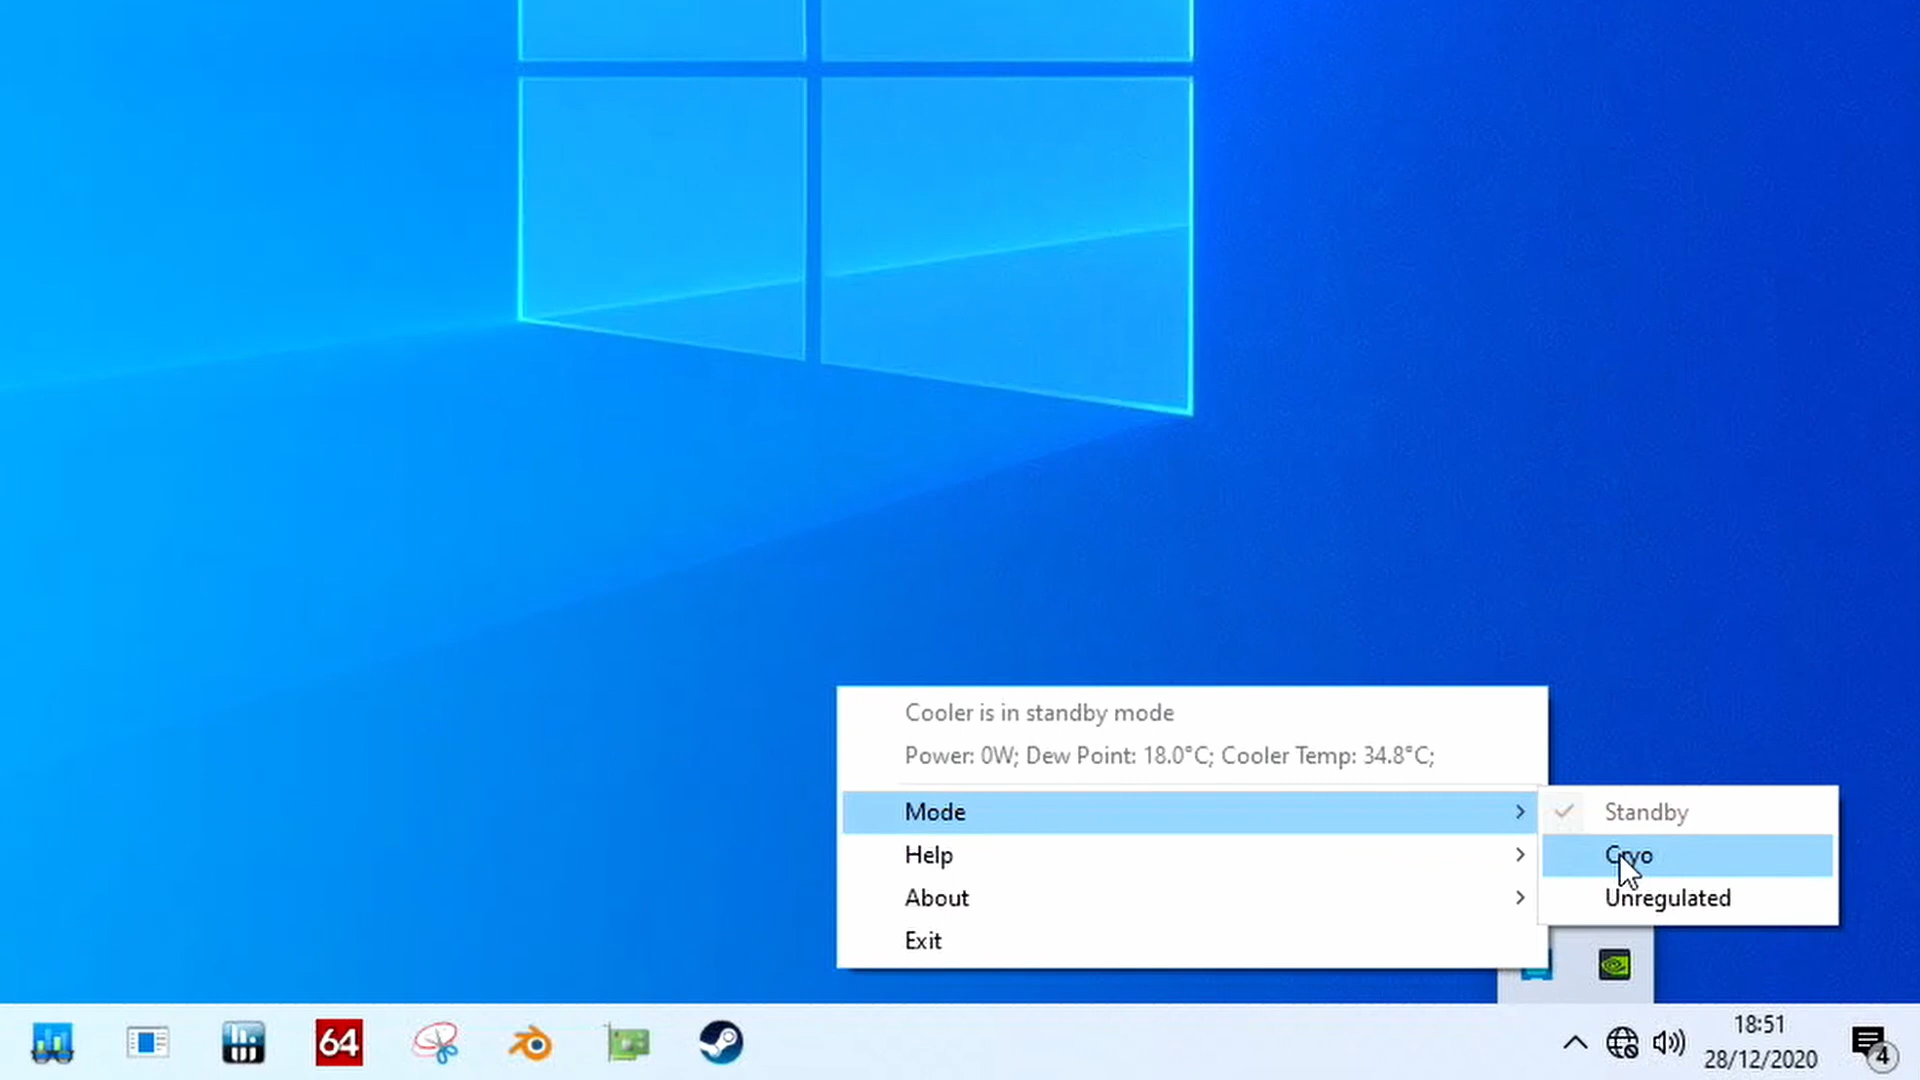 Cooler is in standby mode
Power: 0W; Dew Point: 18.0°C; Cooler Temp: 34.8°C;
Mode
Help
About
Exit
Standby
Cryo
Unregulated
64
18:51
28/12/2020
4